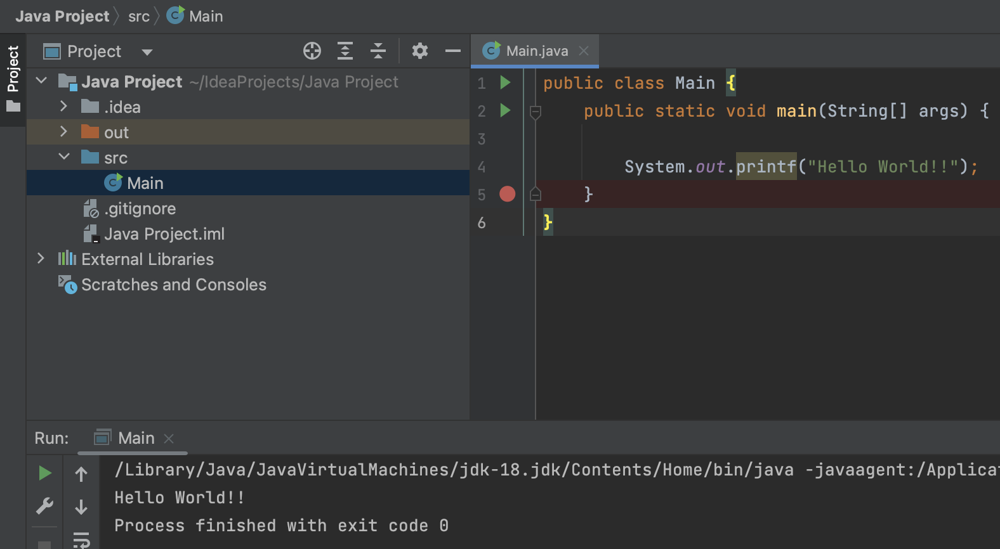 Java Project src Main
Project
Project
Java Project ~/IdeaProjects/Java Project
.idea
out
src
Main
.gitignore
Java Project.iml
External Libraries
Scratches and Consoles
Main.java
1 public class Main {
2 public static void main(String[] args) {
3
4 System.out.printf("Hello World!!");
5 }
6 }
Run: Main
/Library/Java/JavaVirtualMachines/jdk-18.jdk/Contents/Home/bin/java -javaagent:/Applica
Hello World!!
Process finished with exit code 0